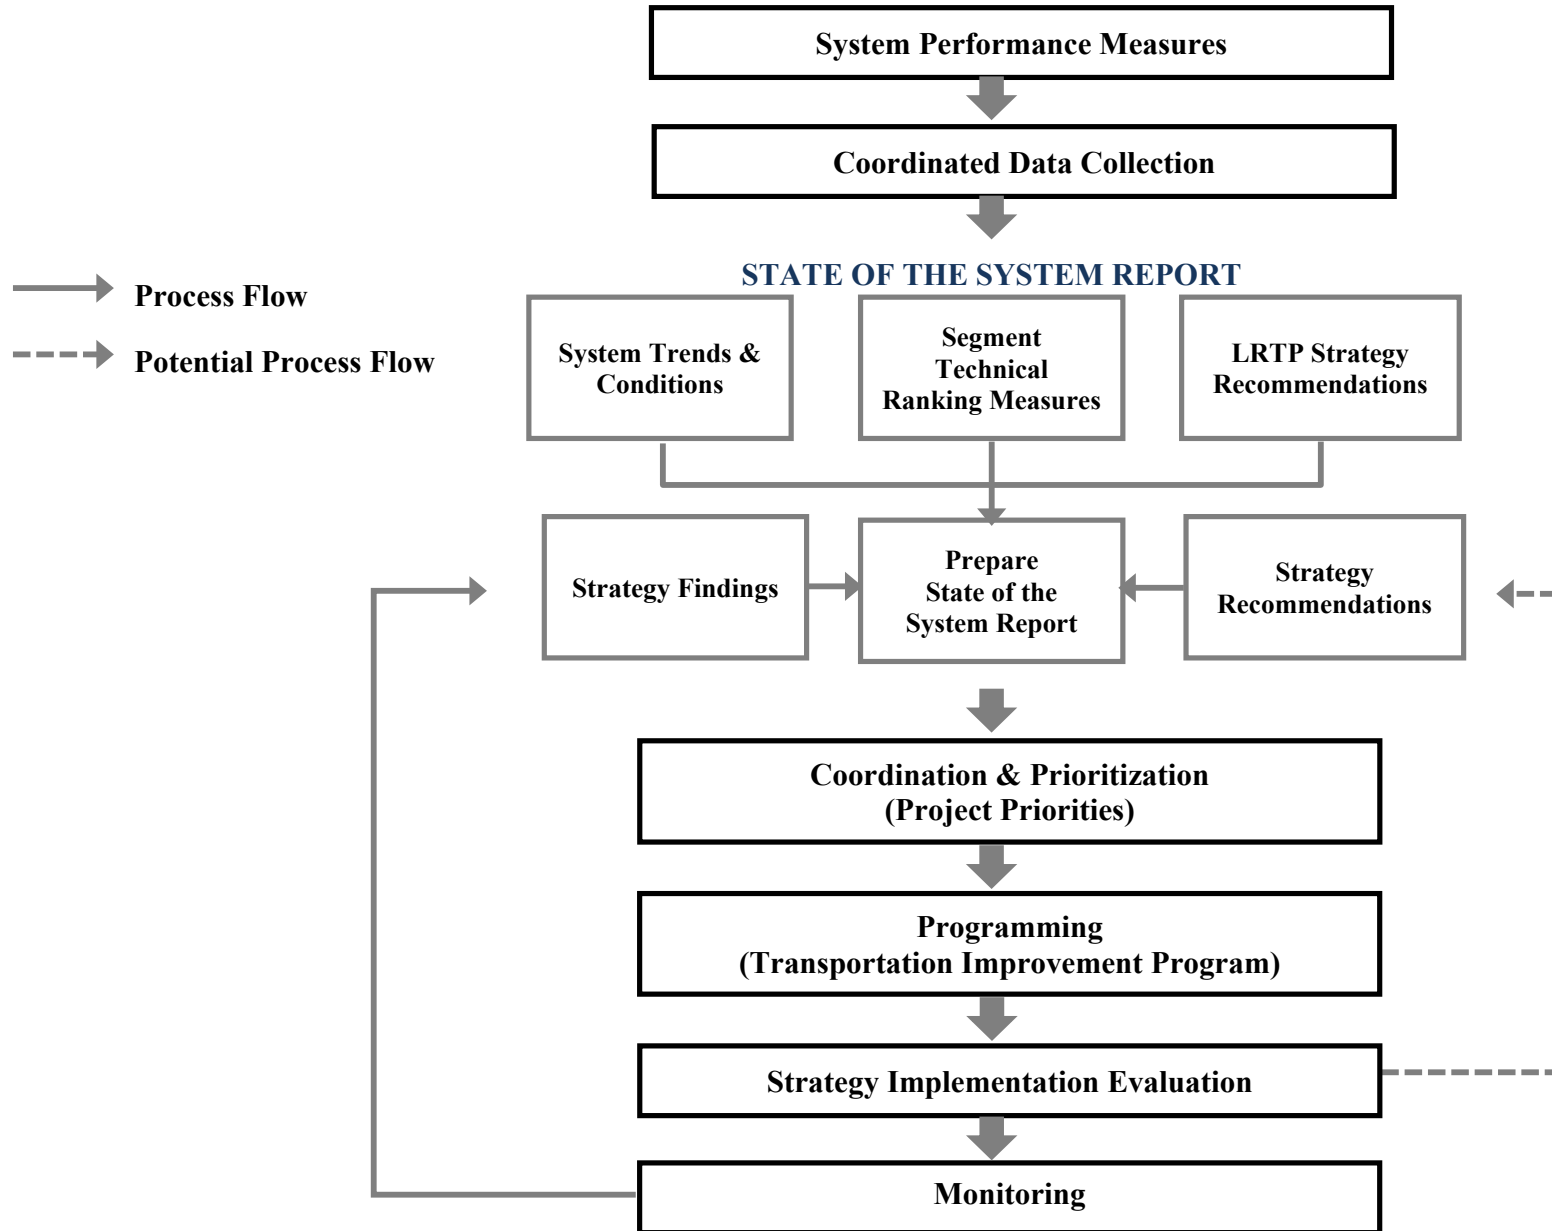 System Performance Measures
Coordinated Data Collection
STATE OF THE SYSTEM REPORT
Process Flow
Potential Process Flow
System Trends &
Conditions
Segment
Technical
Ranking Measures
LRTP Strategy
Recommendations
Strategy Findings
Prepare
State of the
System Report
Strategy
Recommendations
Coordination & Prioritization
(Project Priorities)
Programming
(Transportation Improvement Program)
Strategy Implementation Evaluation
Monitoring